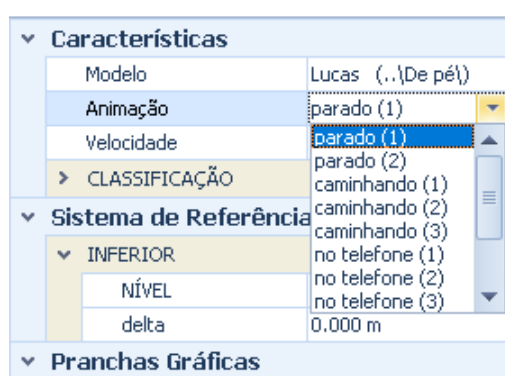 Características
Modelo Lucas (..\De pé\)
Animação parado (1)
Velocidade parado (1)
parado (2)
CLASSIFICAÇÃO caminhando (1)
caminhando (2)
Sistema de Referência caminhando (3)
INFERIOR no telefone (1)
no telefone (2)
NÍVEL no telefone (3)
delta 0.000 m
Pranchas Gráficas